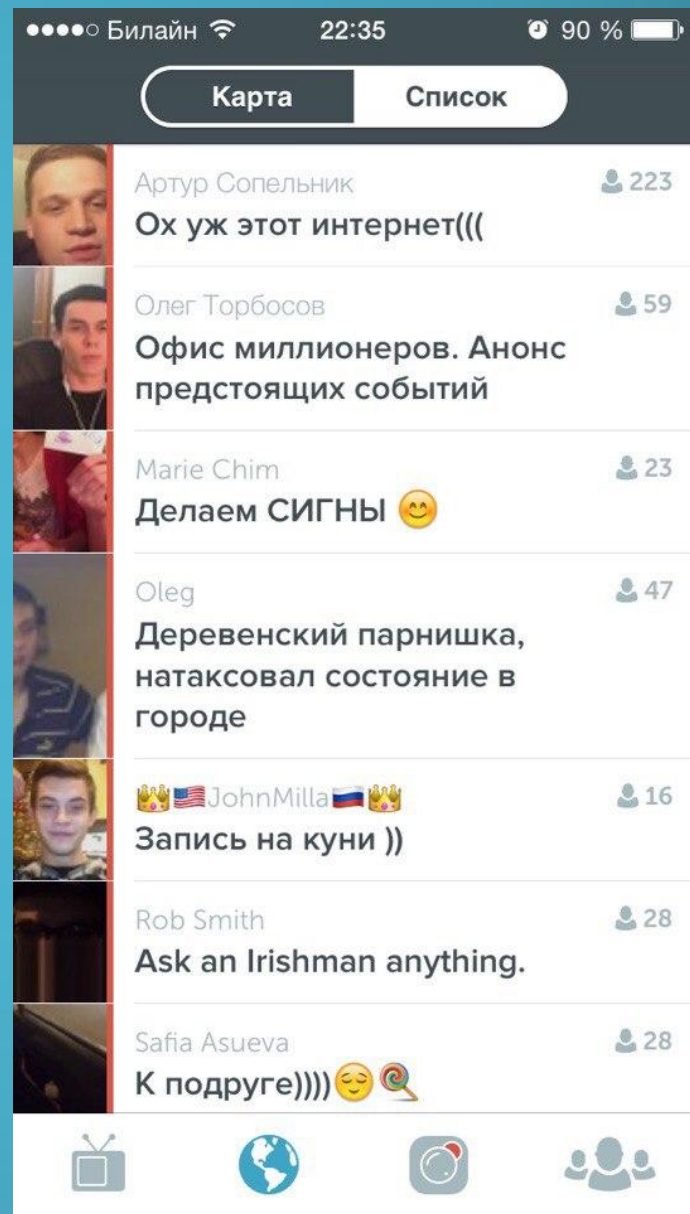 Билайн 22:35 90 %
Карта Список
Артур Сопельник 223
Ох уж этот интернет(((
Олег Торбосов 59
Офис миллионеров. Анонс
предстоящих событий
Marie Chim 23
Делаем СИГНЫ 😊
Oleg 47
Деревенский парнишка,
натаксовал состояние в
городе
👑🇺🇸JohnMilla🇷🇺👑 16
Запись на куни ))
Rob Smith 28
Ask an Irishman anything.
Safia Asueva 28
К подруге))))😌🍭